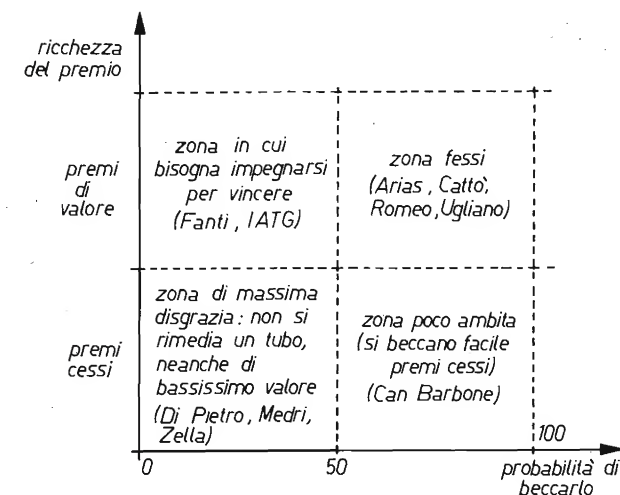 ricchezza
del premio
premi
di
valore
zona in cui
bisogna impegnarsi
per vincere
(Fanti, IATG)
zona fessi
(Arias, Cattò,
Romeo, Ugliano)
premi
cessi
zona di massima
disgrazia: non si
rimedia un tubo,
neanche di
bassissimo valore
(Di Pietro, Medri,
Zella)
zona poco ambita
(si beccano facile
premi cessi)
(Can Barbone)
0
50
100
probabilità di
beccarlo